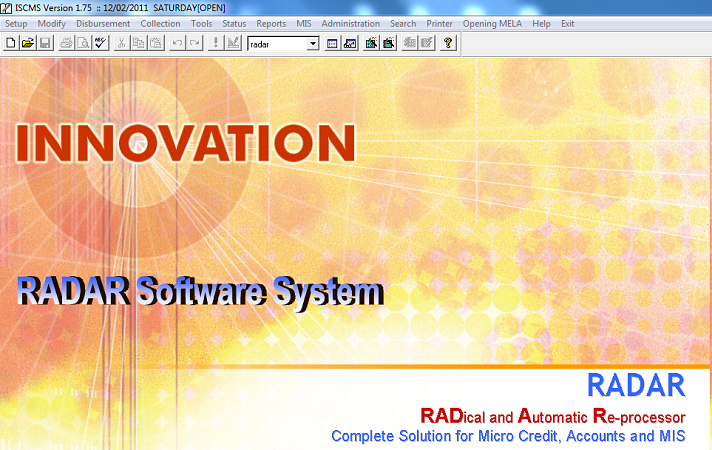 ISCMS Version 1.75 :: 12/02/2011 SATURDAY[OPEN]
Setup Modify Disbursement Collection Tools Status Reports MIS Administration Search Printer Opening MELA Help Exit
radar
INNOVATION
RADAR Software System
RADAR
RADical and Automatic Re-processor
Complete Solution for Micro Credit, Accounts and MIS